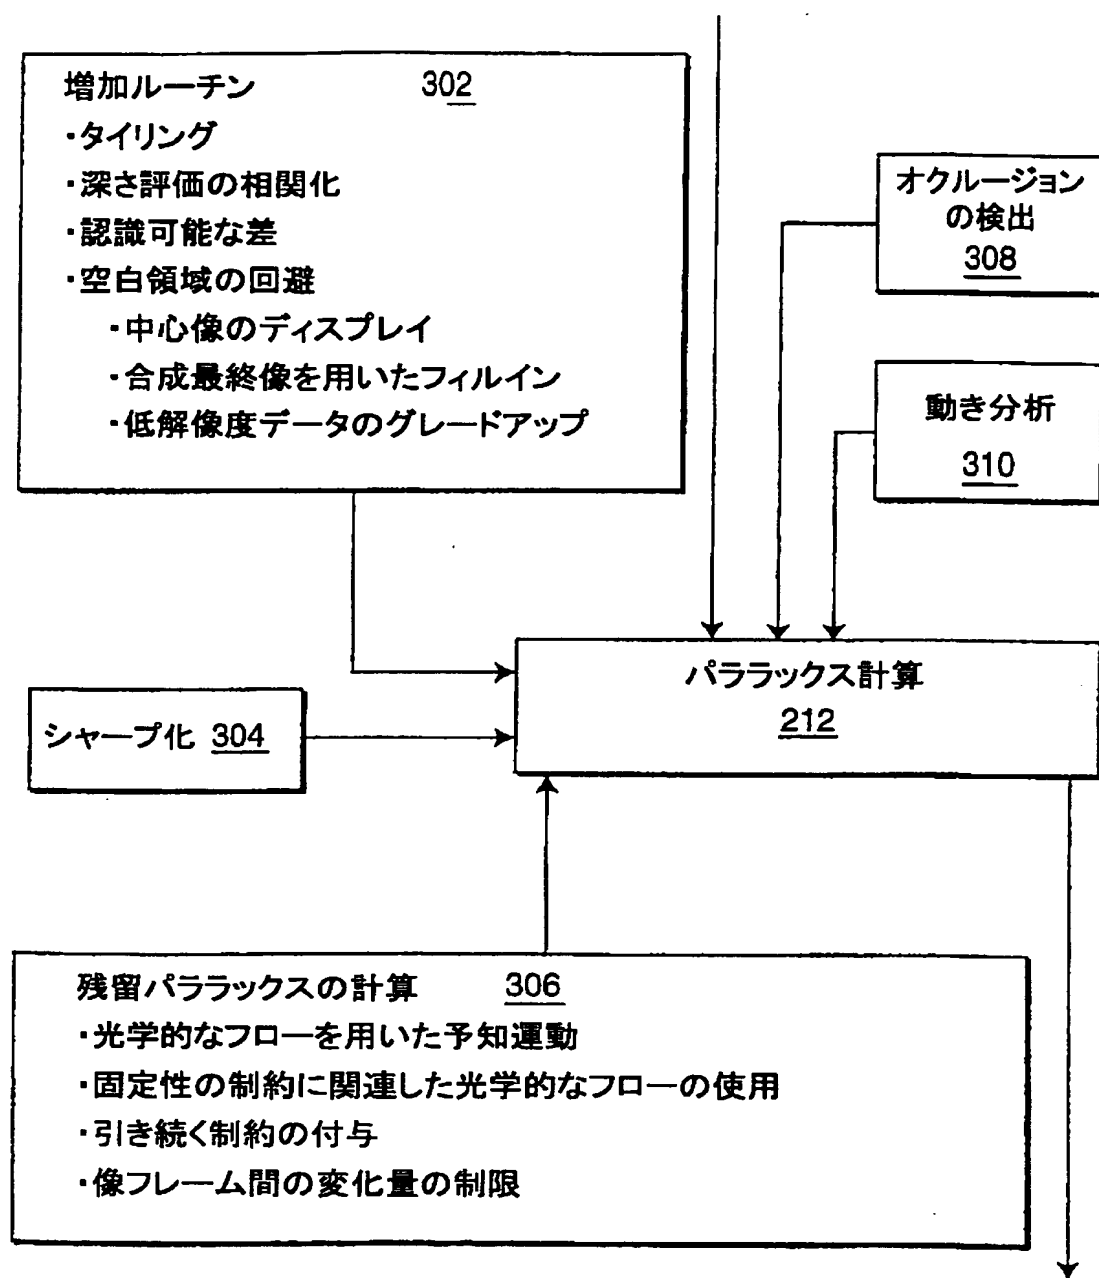 増加ルーチン 302
・タイリング
・深さ評価の相関化
・認識可能な差
・空白領域の回避
・中心像のディスプレイ
・合成最終像を用いたフィルイン
・低解像度データのグレードアップ
オクルージョン
の検出
308
動き分析
310
パララックス計算
212
シャープ化 304
残留パララックスの計算 306
・光学的なフローを用いた予知運動
・固定性の制約に関連した光学的なフローの使用
・引き続く制約の付与
・像フレーム間の変化量の制限